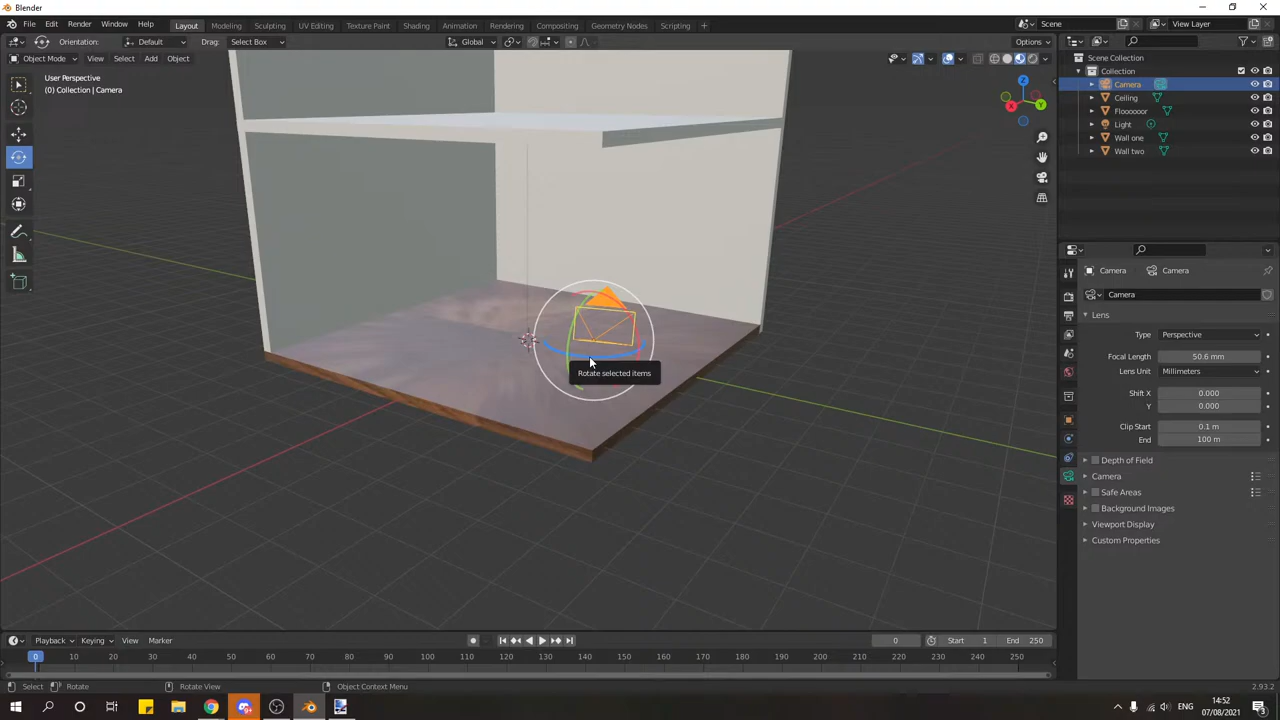 Blender
File Edit Render Window Help Layout Modeling Sculpting UV Editing Texture Paint Shading Animation Rendering Compositing Geometry Nodes Scripting + Scene View Layer
Orientation: Default Drag: Select Box Global Options
Object Mode View Select Add Object
User Perspective
(0) Collection | Camera
X Y Z
Rotate selected items
Scene Collection
Collection
Camera
Ceiling
Flooooor
Light
Wall one
Wall two
Camera Camera
Camera
Lens
Type Perspective
Focal Length 50.6 mm
Lens Unit Millimeters
Shift X 0.000
Y 0.000
Clip Start 0.1 m
End 100 m
Depth of Field
Camera
Safe Areas
Background Images
Viewport Display
Custom Properties
Playback Keying View Marker 0 Start 1 End 250
0 10 20 30 40 50 60 70 80 90 100 110 120 130 140 150 160 170 180 190 200 210 220 230 240 250
Select Rotate Rotate View Object Context Menu 2.93.2
ENG 14:52
07/08/2021 3